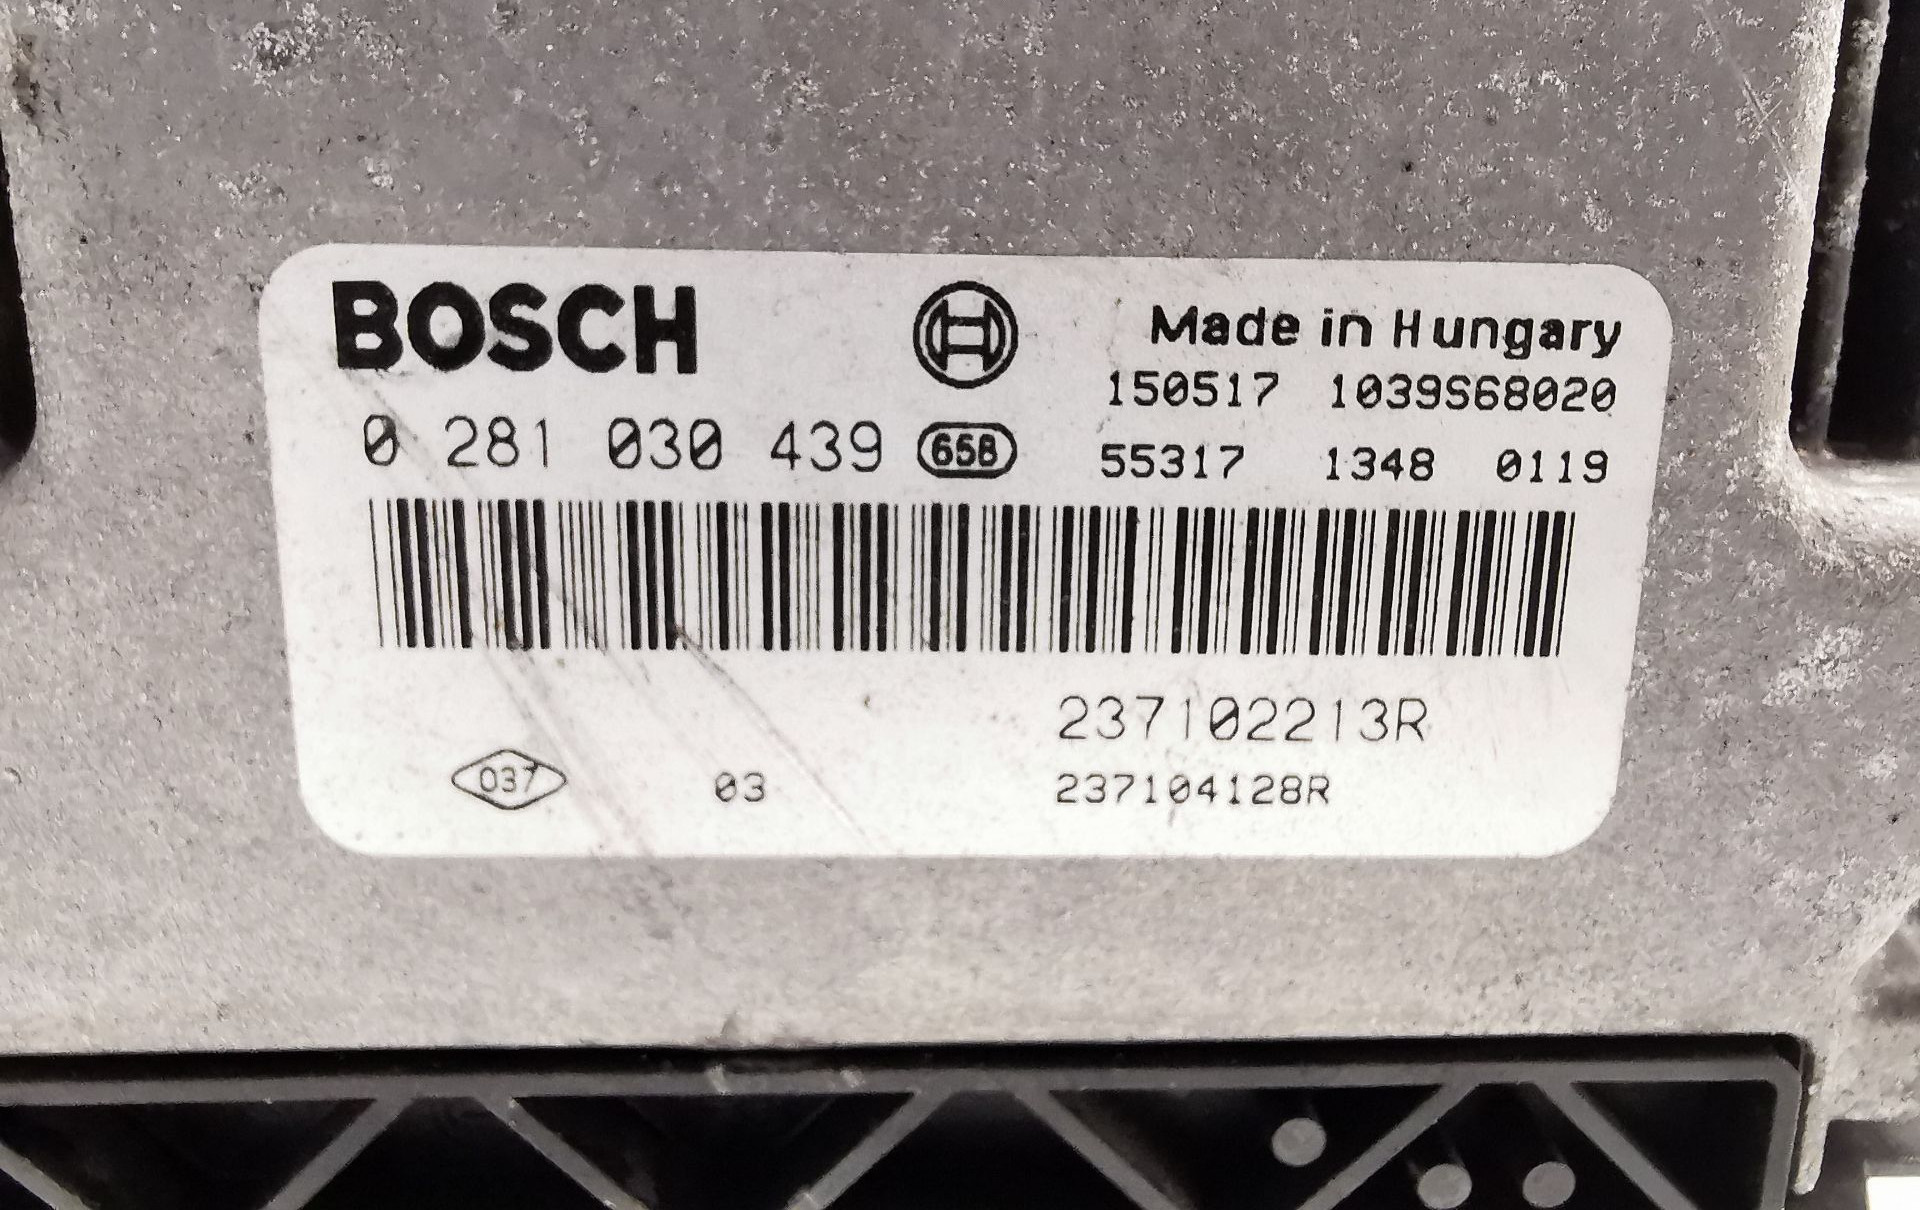 BOSCH
Made in Hungary
150517 1039S68020
0 281 030 439 658
55317 1348 0119
237102213R
037 03 237104128R